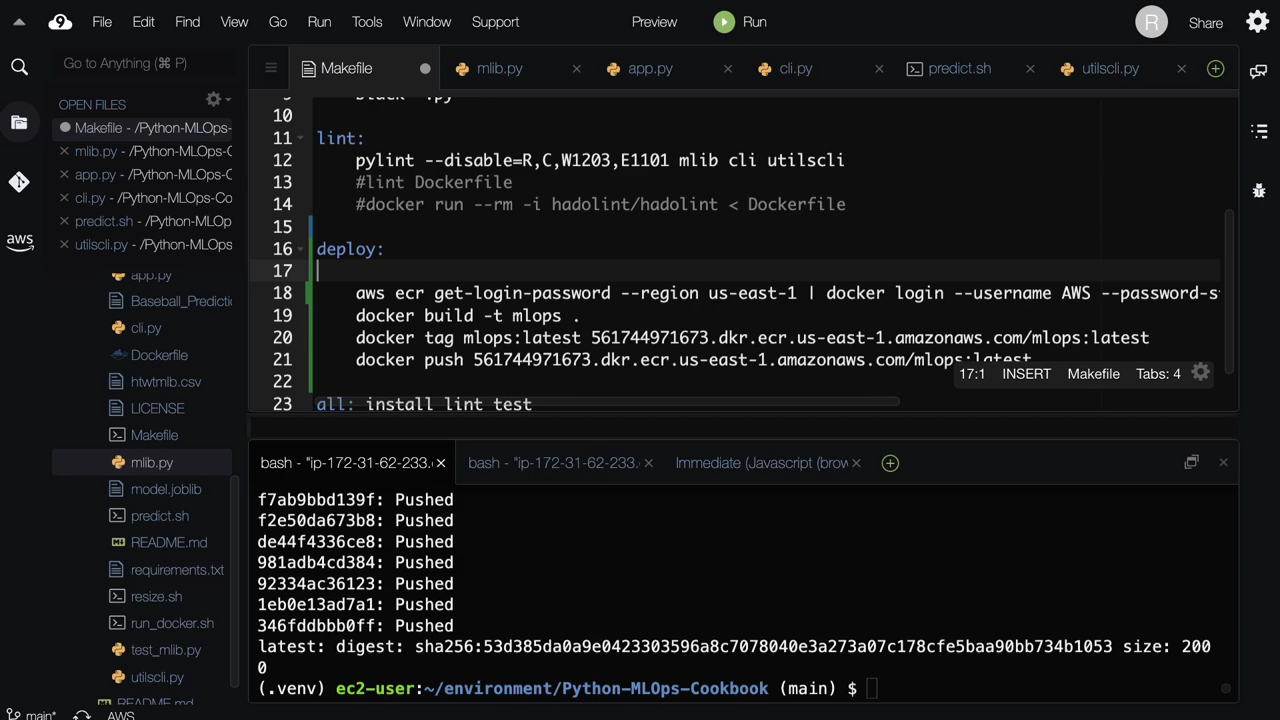 File Edit Find View Go Run Tools Window Support Preview Run R Share
Go to Anything (⌘ P)
Makefile mlib.py × app.py × cli.py × predict.sh × utilscli.py ×
OPEN FILES
Makefile - /Python-MLOps-
× mlib.py - /Python-MLOps-C
× app.py - /Python-MLOps-C
× cli.py - /Python-MLOps-Co
× predict.sh - /Python-MLOp
× utilscli.py - /Python-MLOps
aws
app.py
Baseball_Predictio
cli.py
Dockerfile
htwtmlb.csv
LICENSE
Makefile
mlib.py
model.joblib
predict.sh
README.md
requirements.txt
resize.sh
run_docker.sh
test_mlib.py
utilscli.py
README.md
main* AWS
10
11 lint:
12 pylint --disable=R,C,W1203,E1101 mlib cli utilscli
13 #lint Dockerfile
14 #docker run --rm -i hadolint/hadolint < Dockerfile
15
16 deploy:
17
18 aws ecr get-login-password --region us-east-1 | docker login --username AWS --password-s
19 docker build -t mlops .
20 docker tag mlops:latest 561744971673.dkr.ecr.us-east-1.amazonaws.com/mlops:latest
21 docker push 561744971673.dkr.ecr.us-east-1.amazonaws.com/mlops:latest
17:1 INSERT Makefile Tabs: 4
22
23 all: install lint test
bash - "ip-172-31-62-233. × bash - "ip-172-31-62-233. × Immediate (Javascript (brow ×
f7ab9bbd139f: Pushed
f2e50da673b8: Pushed
de44f4336ce8: Pushed
981adb4cd384: Pushed
92334ac36123: Pushed
1eb0e13ad7a1: Pushed
346fddbbb0ff: Pushed
latest: digest: sha256:53d385da0a9e0423303596a8c7078040e3a273a07c178cfe5baa90bb734b1053 size: 200
0
(.venv) ec2-user:~/environment/Python-MLOps-Cookbook (main) $